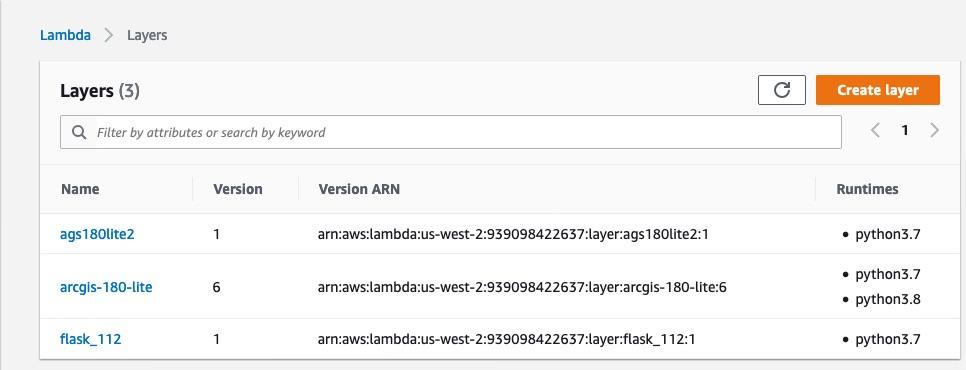 Lambda > Layers
Layers (3)
Create layer
Filter by attributes or search by keyword
< 1 >
Name Version Version ARN Runtimes
ags180lite2 1 arn:aws:lambda:us-west-2:939098422637:layer:ags180lite2:1 • python3.7
arcgis-180-lite 6 arn:aws:lambda:us-west-2:939098422637:layer:arcgis-180-lite:6 • python3.7
• python3.8
flask_112 1 arn:aws:lambda:us-west-2:939098422637:layer:flask_112:1 • python3.7